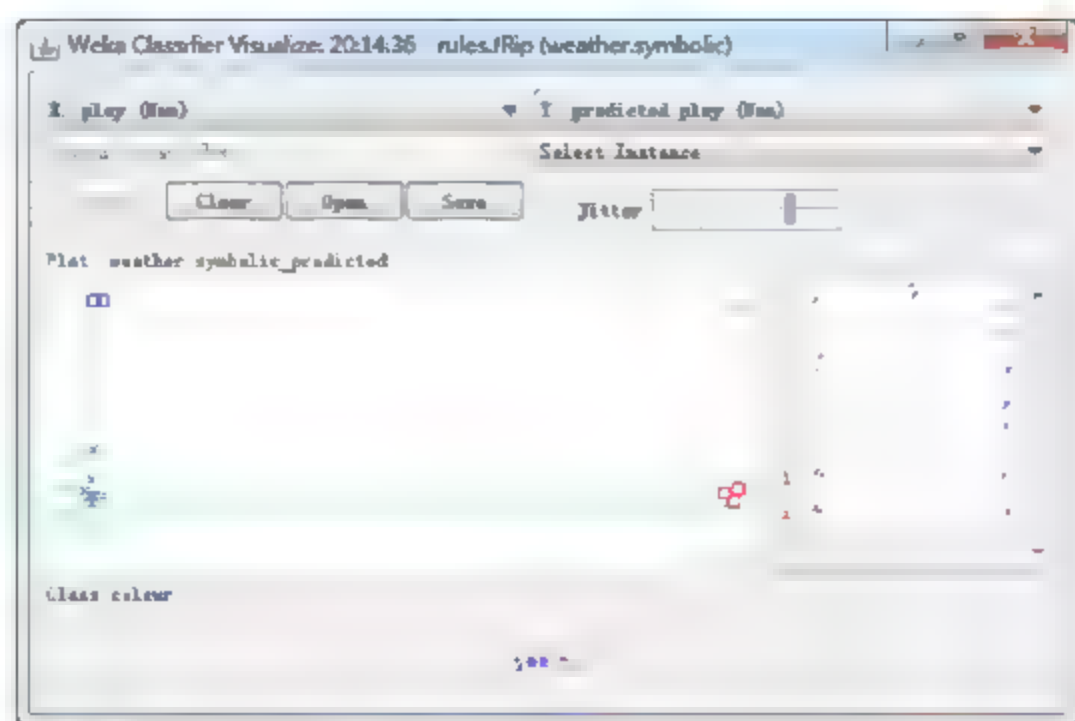 Weka Classifier Visualize: 20:14:36 rules.JRip (weather.symbolic)
X play (Nom) Y predicted play (Nom)
Select Instance
Clear Open Save Jitter
Plot weather symbolic_predicted
Class colour
yes